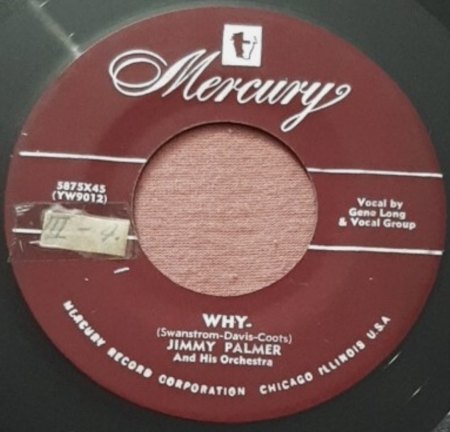 Mercury
5875X45
(YW9012)
Vocal by
Gene Long
& Vocal Group
III - 4.
WHY-
(Swanstrom-Davis-Coots)
JIMMY PALMER
And His Orchestra
MERCURY RECORD CORPORATION CHICAGO ILLINOIS U.S.A